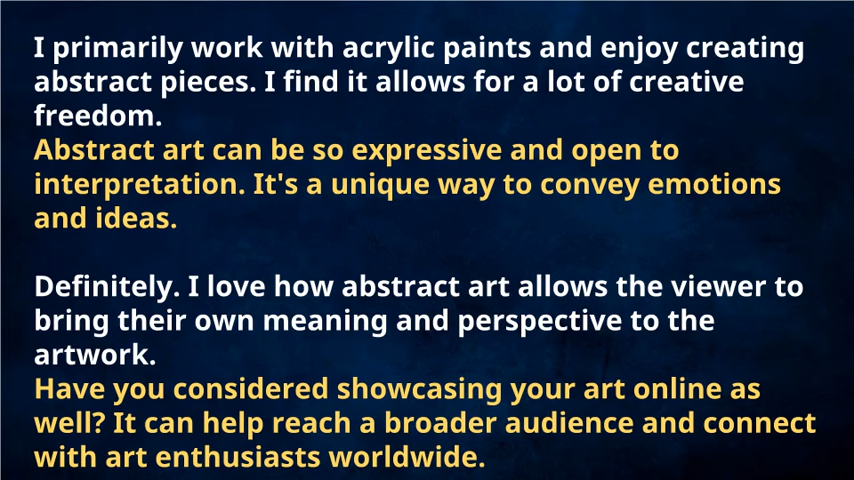 I primarily work with acrylic paints and enjoy creating
abstract pieces. I find it allows for a lot of creative
freedom.
Abstract art can be so expressive and open to
interpretation. It's a unique way to convey emotions
and ideas.
Definitely. I love how abstract art allows the viewer to
bring their own meaning and perspective to the
artwork.
Have you considered showcasing your art online as
well? It can help reach a broader audience and connect
with art enthusiasts worldwide.